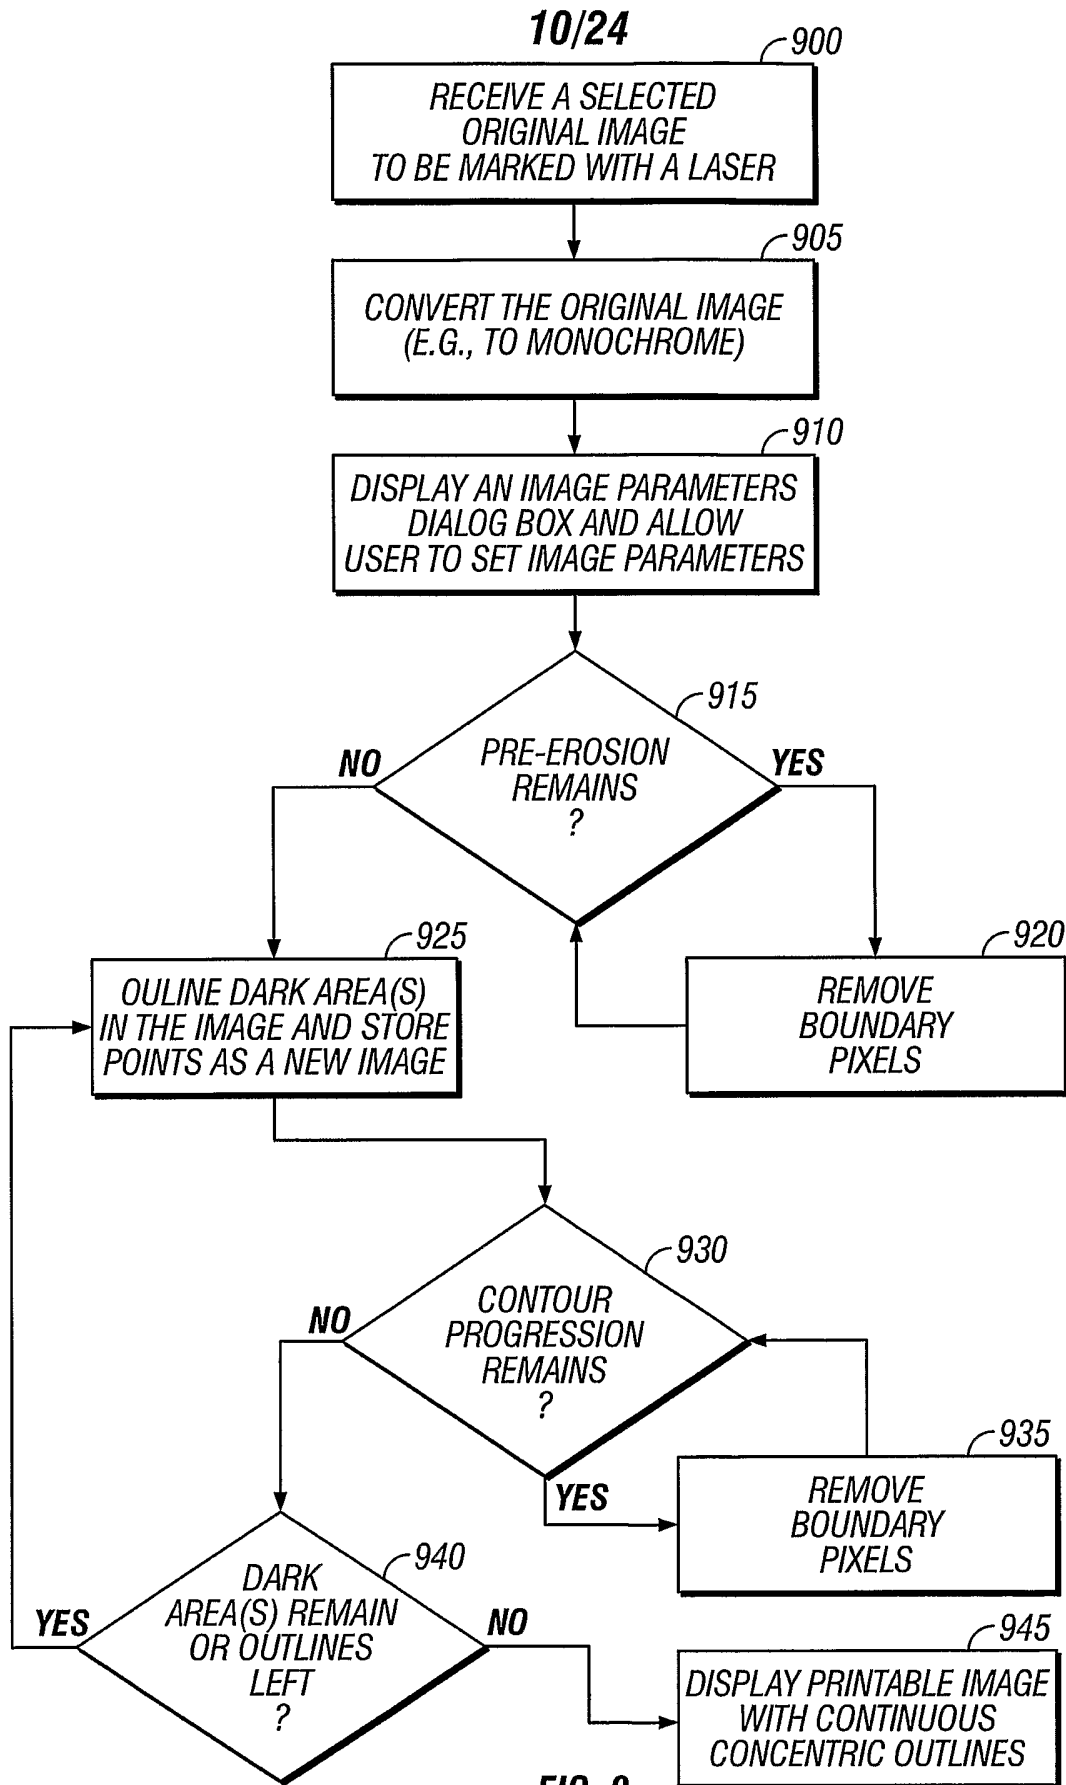 10/24
900
RECEIVE A SELECTED
ORIGINAL IMAGE
TO BE MARKED WITH A LASER
905
CONVERT THE ORIGINAL IMAGE
(E.G., TO MONOCHROME)
910
DISPLAY AN IMAGE PARAMETERS
DIALOG BOX AND ALLOW
USER TO SET IMAGE PARAMETERS
915
PRE-EROSION
REMAINS
?
NO
YES
925
OULINE DARK AREA(S)
IN THE IMAGE AND STORE
POINTS AS A NEW IMAGE
920
REMOVE
BOUNDARY
PIXELS
930
CONTOUR
PROGRESSION
REMAINS
?
NO
YES
935
REMOVE
BOUNDARY
PIXELS
940
DARK
AREA(S) REMAIN
OR OUTLINES
LEFT
?
YES
NO
945
DISPLAY PRINTABLE IMAGE
WITH CONTINUOUS
CONCENTRIC OUTLINES